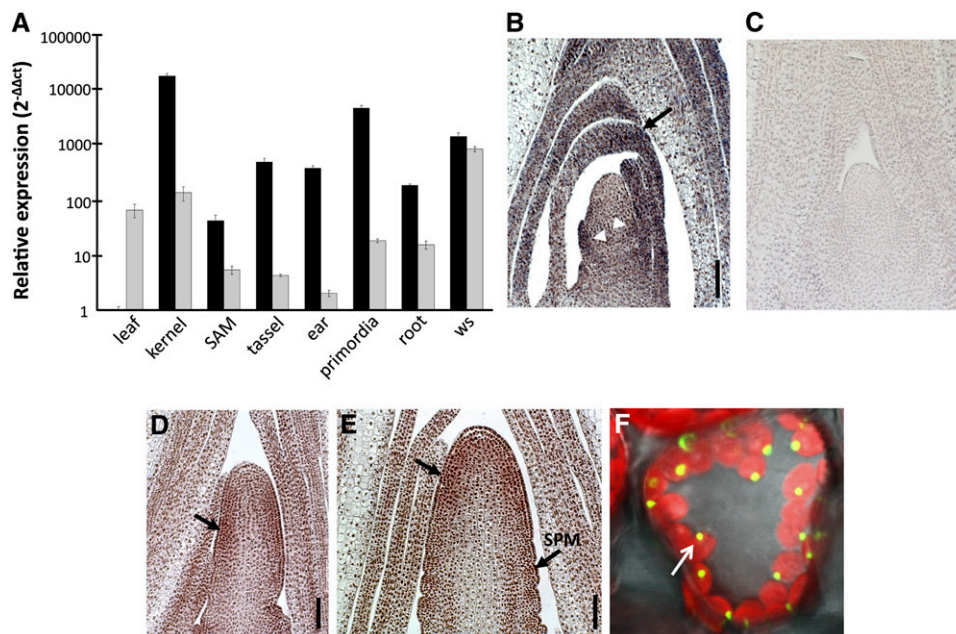 A
Relative expression (2-ΔΔct)
100000
10000
1000
100
10
1
leaf
kernel
SAM
tassel
ear
primordia
root
ws
B
C
D
E
SPM
F